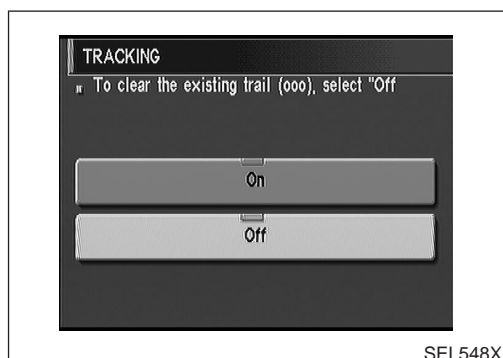 TRACKING
To clear the existing trail (ooo), select "Off
On
Off
SEL548X